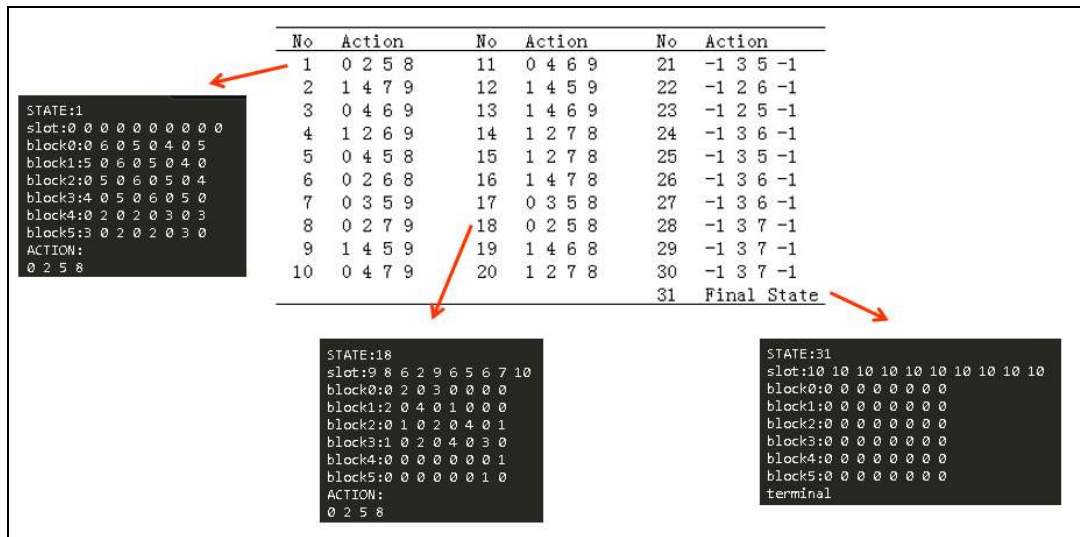 No Action No Action No Action
1 0 2 5 8 11 0 4 6 9 21 -1 3 5 -1
2 1 4 7 9 12 1 4 5 9 22 -1 2 6 -1
3 0 4 6 9 13 1 4 6 9 23 -1 2 5 -1
4 1 2 6 9 14 1 2 7 8 24 -1 3 6 -1
5 0 4 5 8 15 1 2 7 8 25 -1 3 5 -1
6 0 2 6 8 16 1 4 7 8 26 -1 3 6 -1
7 0 3 5 9 17 0 3 5 8 27 -1 3 6 -1
8 0 2 7 9 18 0 2 5 8 28 -1 3 7 -1
9 1 4 5 9 19 1 4 6 8 29 -1 3 7 -1
10 0 4 7 9 20 1 2 7 8 30 -1 3 7 -1
31 Final State
STATE:1
slot:0 0 0 0 0 0 0 0 0 0
block0:0 6 0 5 0 4 0 5
block1:5 0 6 0 5 0 4 0
block2:0 5 0 6 0 5 0 4
block3:4 0 5 0 6 0 5 0
block4:0 2 0 2 0 3 0 3
block5:3 0 2 0 2 0 3 0
ACTION:
0 2 5 8
STATE:18
slot:9 8 6 2 9 6 5 6 7 10
block0:0 2 0 3 0 0 0 0
block1:2 0 4 0 1 0 0 0
block2:0 1 0 2 0 4 0 1
block3:1 0 2 0 4 0 3 0
block4:0 0 0 0 0 0 0 1
block5:0 0 0 0 0 0 1 0
ACTION:
0 2 5 8
STATE:31
slot:10 10 10 10 10 10 10 10 10 10
block0:0 0 0 0 0 0 0 0
block1:0 0 0 0 0 0 0 0
block2:0 0 0 0 0 0 0 0
block3:0 0 0 0 0 0 0 0
block4:0 0 0 0 0 0 0 0
block5:0 0 0 0 0 0 0 0
terminal